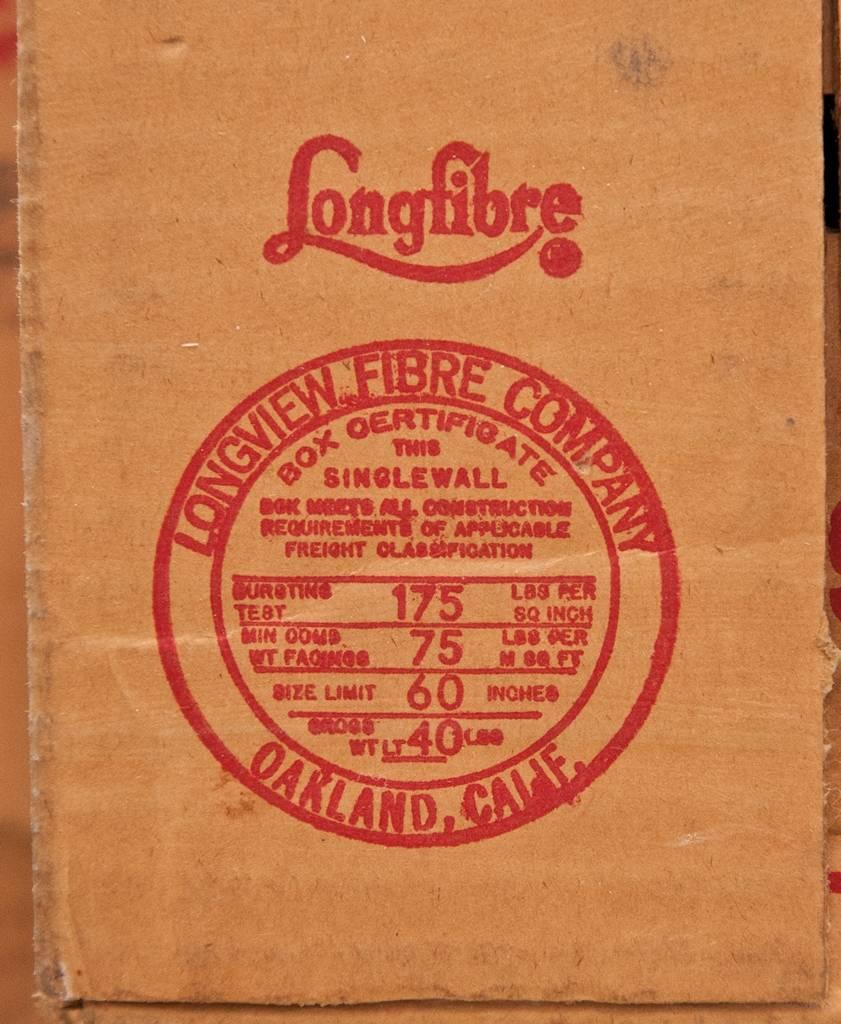 Longfibre
LONGVIEW FIBRE COMPANY
BOX CERTIFICATE
THIS
SINGLEWALL
BOX MEETS ALL CONSTRUCTION
REQUIREMENTS OF APPLICABLE
FREIGHT CLASSIFICATION
BURSTING TEST 175 LBS PER SQ INCH
MIN COMB WT FACINGS 75 LBS PER M SQ FT
SIZE LIMIT 60 INCHES
GROSS WT LT 40 LBS
OAKLAND, CALIF.